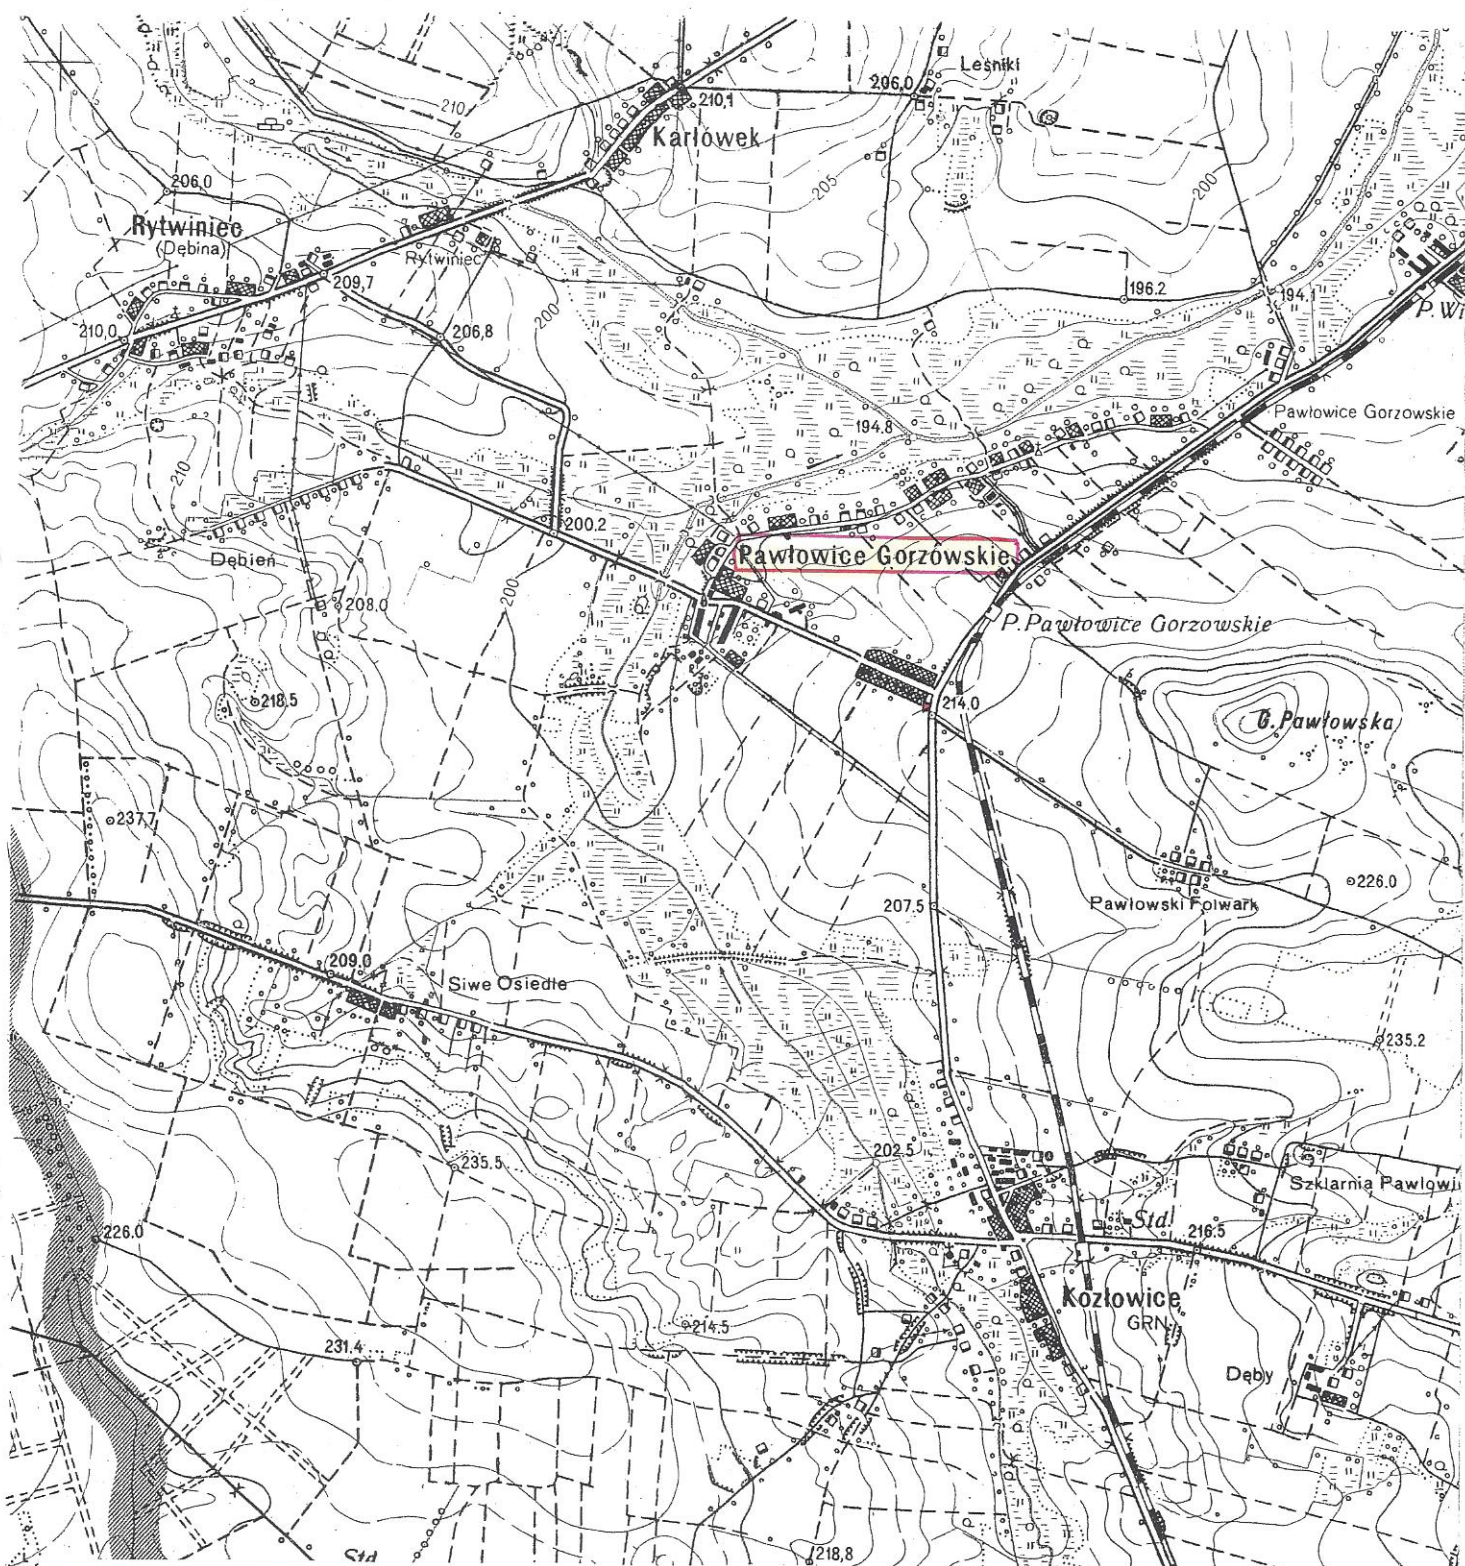 Leśniki
206,0
210
210,1
Karłówek
205
200
206,0
Rytwiniec
(Dębina)
Rytwiniec
209,7
196.2
194.1
P. Wi
200
210,0
206,8
Pawłowice Gorzowskie
194.8
210
200.2
Dębień
Pawłowice Gorzowskie
200
208,0
P. Pawłowice Gorzowskie
218.5
214.0
G. Pawłowska
237,7
226.0
207.5
Pawłowski Folwark
209,0
Siwe Osiedle
235.2
202.5
235.5
Szklarnia Pawłowi
Std.
226.0
216.5
Kozłowice
GRN
214.5
231.4
Dęby
Std
218,8